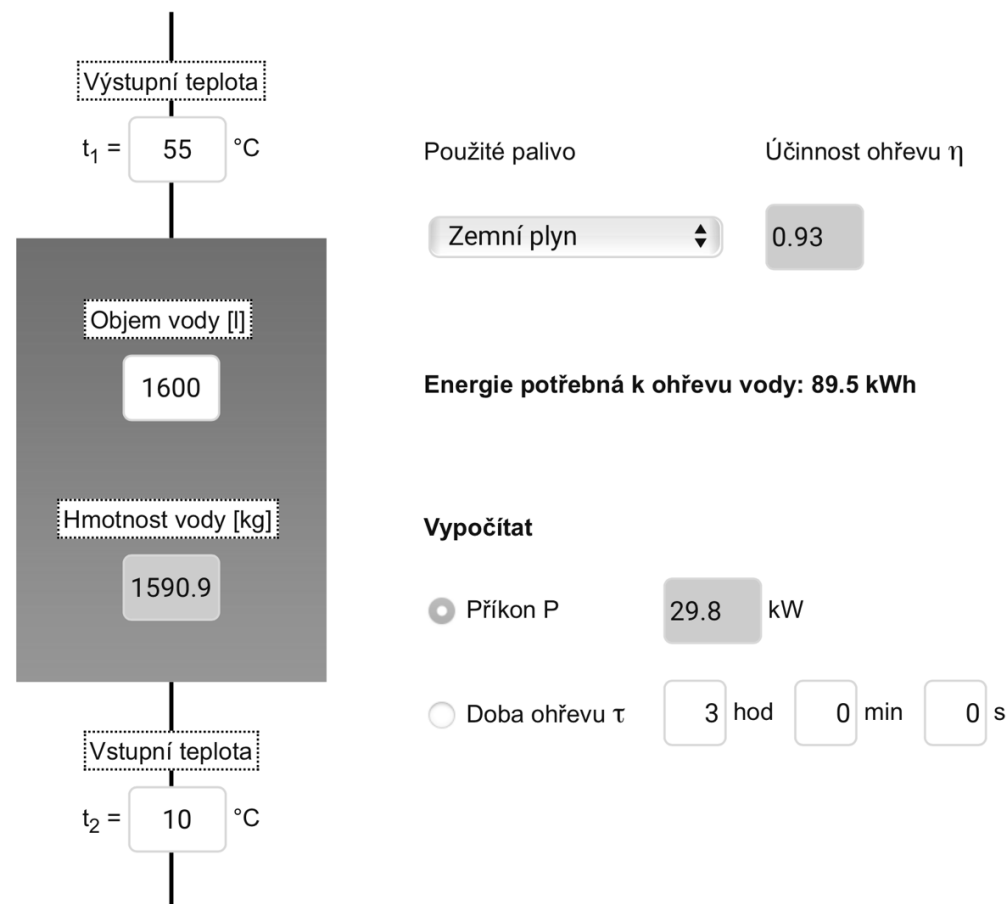 Výstupní teplota
t1 = 55 °C
Použité palivo
Účinnost ohřevu η
Zemní plyn
0.93
Objem vody [l]
1600
Energie potřebná k ohřevu vody: 89.5 kWh
Hmotnost vody [kg]
1590.9
Vypočítat
Příkon P 29.8 kW
Doba ohřevu τ 3 hod 0 min 0 s
Vstupní teplota
t2 = 10 °C